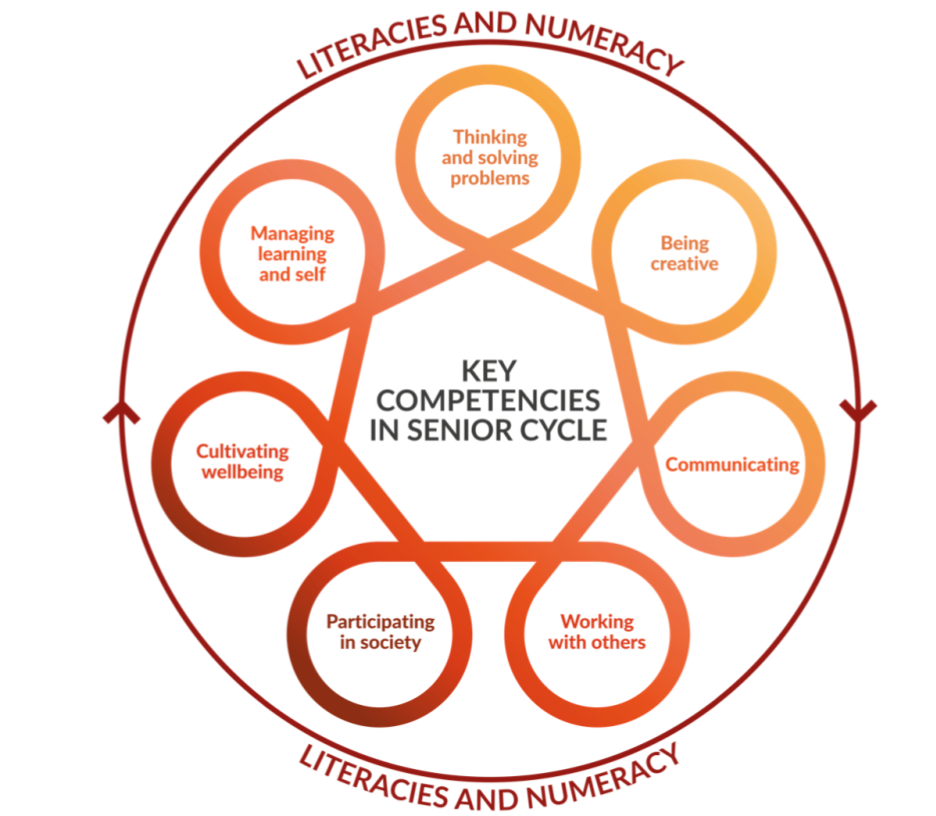 LITERACIES AND NUMERACY
Thinking
and solving
problems
Managing
learning
and self
Being
creative
KEY
COMPETENCIES
IN SENIOR CYCLE
Cultivating
wellbeing
Communicating
Participating
in society
Working
with others
LITERACIES AND NUMERACY